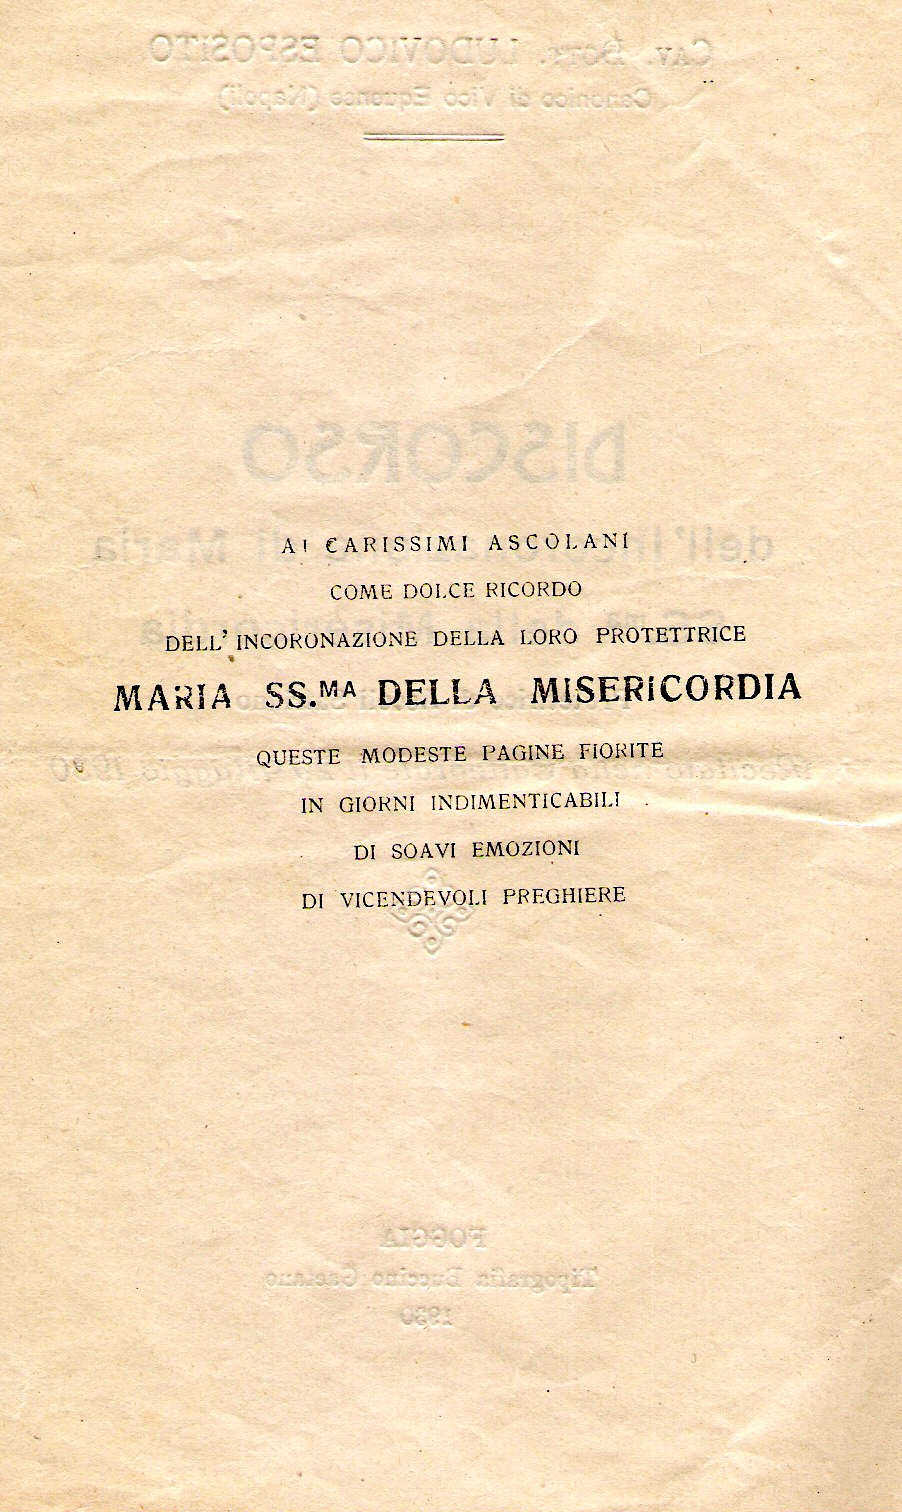 AI CARISSIMI ASCOLANI
COME DOLCE RICORDO
DELL' INCORONAZIONE DELLA LORO PROTETTRICE
MARIA SS.MA DELLA MISERICORDIA
QUESTE MODESTE PAGINE FIORITE
IN GIORNI INDIMENTICABILI
DI SOAVI EMOZIONI
DI VICENDEVOLI PREGHIERE